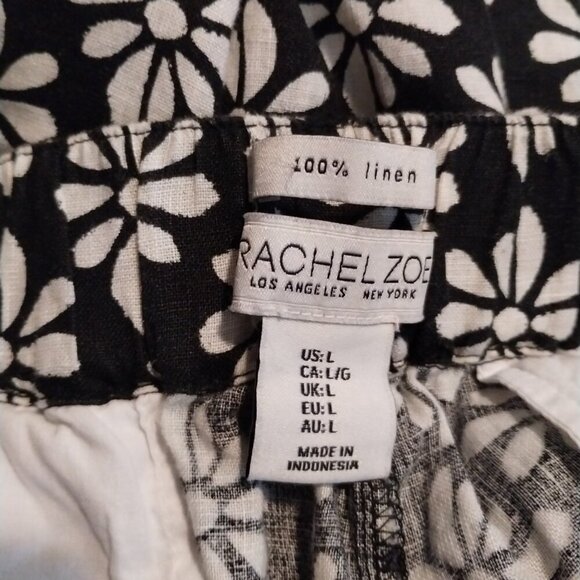 100% linen
RACHEL ZOE
LOS ANGELES NEW YORK
US: L
CA: L/G
UK: L
EU: L
AU: L
MADE IN
INDONESIA